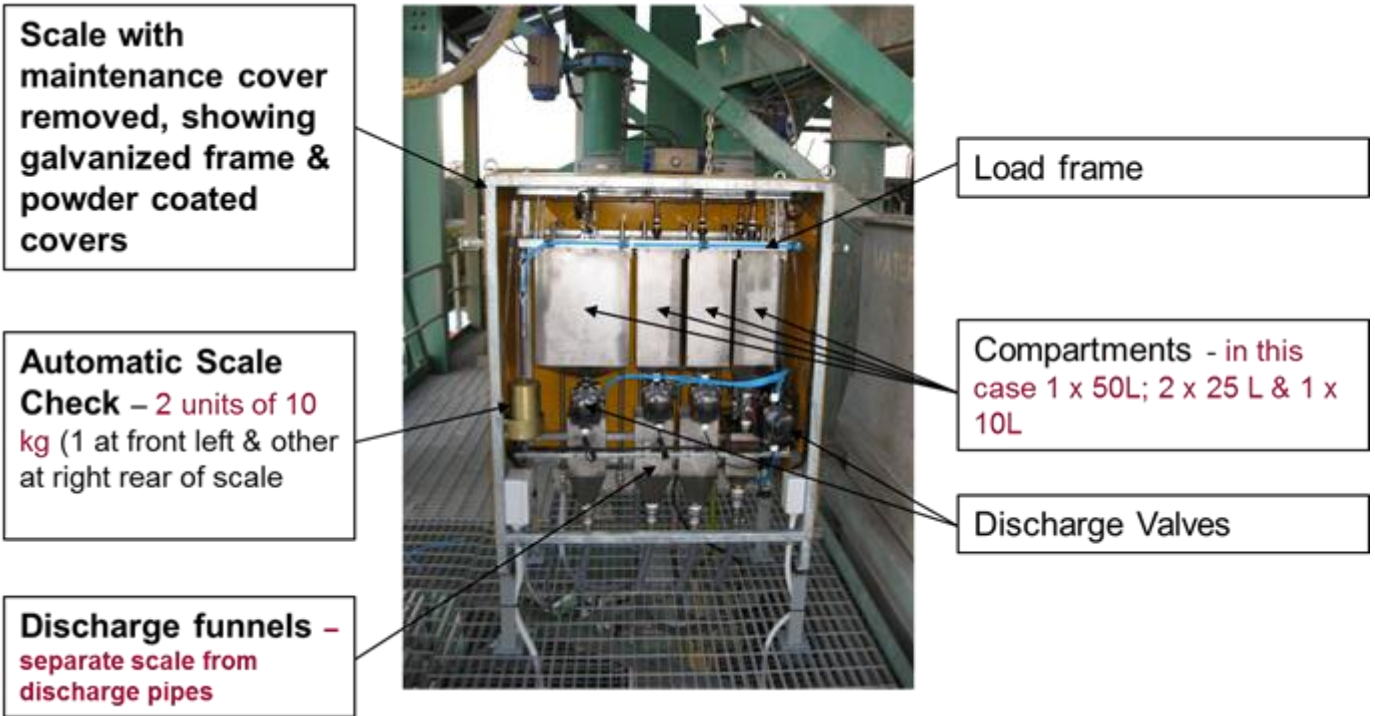 Scale with
maintenance cover
removed, showing
galvanized frame &
powder coated
covers
Automatic Scale
Check – 2 units of 10
kg (1 at front left & other
at right rear of scale
Discharge funnels –
separate scale from
discharge pipes
Load frame
Compartments - in this
case 1 x 50L; 2 x 25 L & 1 x
10L
Discharge Valves